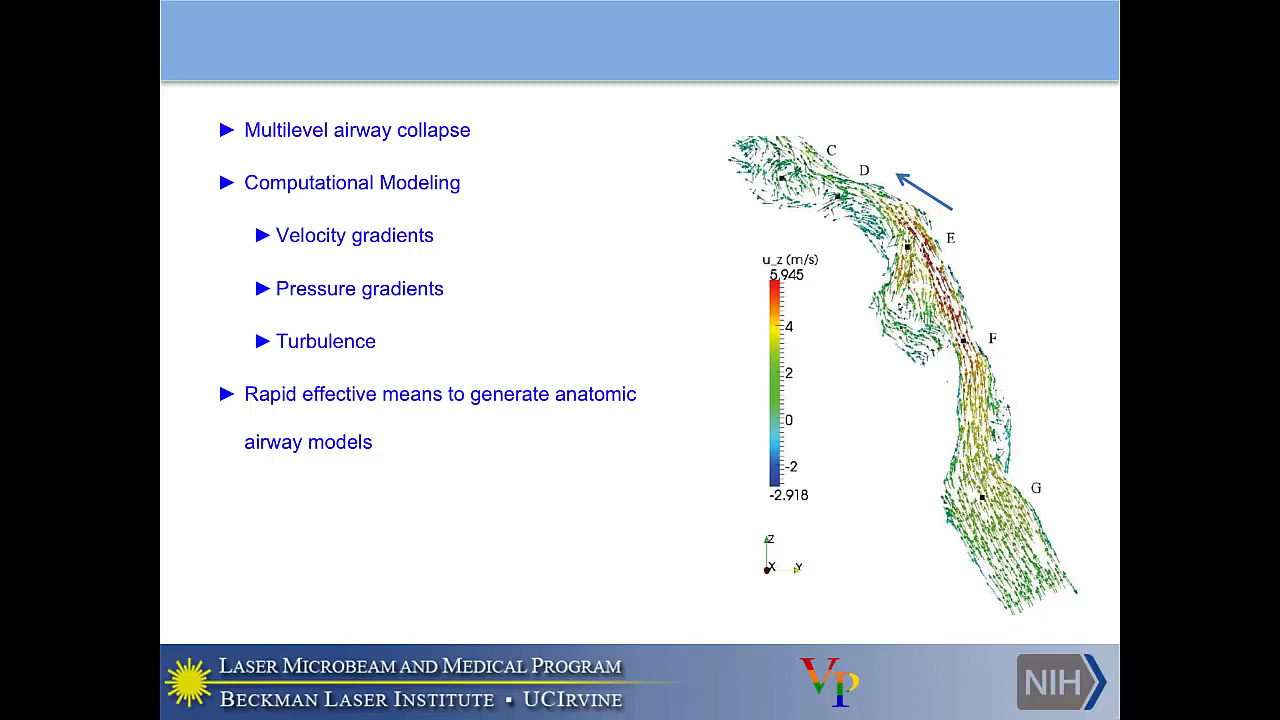 ► Multilevel airway collapse
► Computational Modeling
► Velocity gradients
► Pressure gradients
► Turbulence
► Rapid effective means to generate anatomic
airway models
C
D
E
F
G
u_z (m/s)
5.945
4
2
0
-2
-2.918
Z
X Y
LASER MICROBEAM AND MEDICAL PROGRAM
BECKMAN LASER INSTITUTE ▪ UCIRVINE
VP
NIH